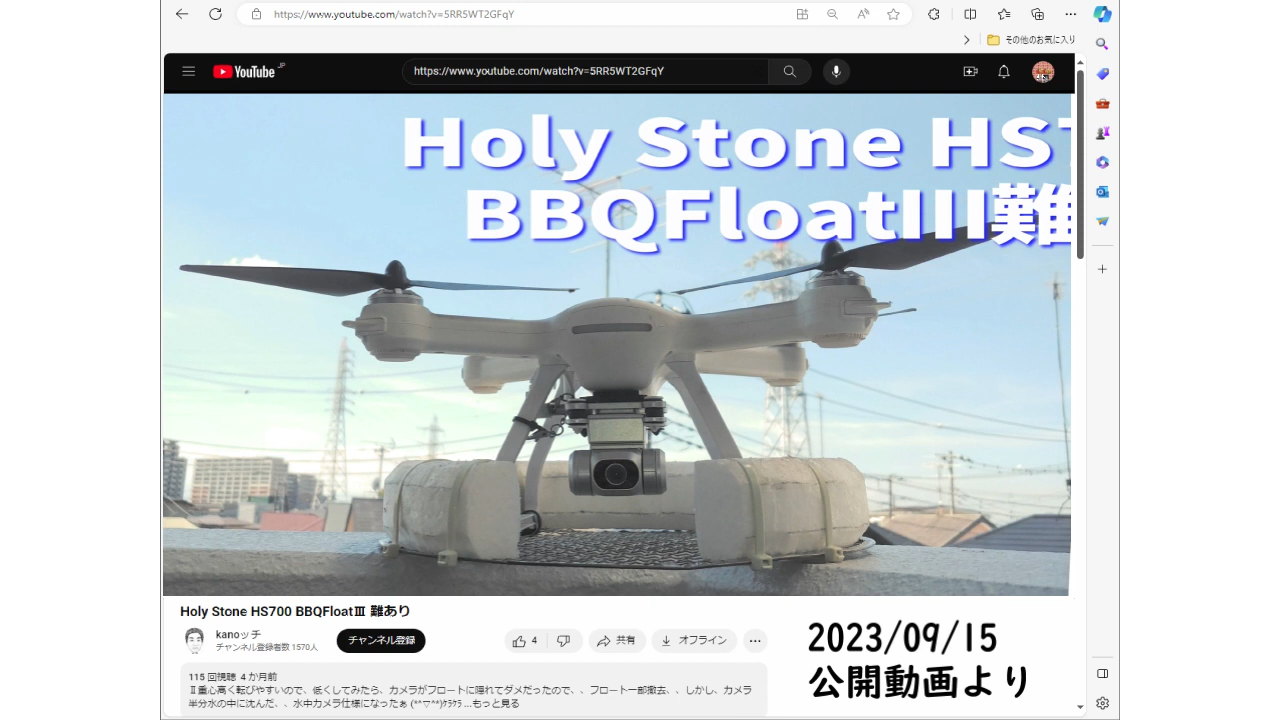 https://www.youtube.com/watch?v=5RR5WT2GFqY
その他のお気に入り
YouTube JP
https://www.youtube.com/watch?v=5RR5WT2GFqY
Holy Stone HS7
BBQFloatIII難
Holy Stone HS700 BBQFloatⅢ 難あり
kanoッチ
チャンネル登録者数 1570人
チャンネル登録
4
共有
オフライン
115 回視聴 4 か月前
Ⅱ重心高く転びやすいので、低くしてみたら、カメラがフロートに隠れてダメだったので、、フロート一部撤去、、しかし、カメラ
半分水の中に沈んだ、、水中カメラ仕様になったぁ (*^▽^*)ｹﾗｹﾗ ...もっと見る
2023/09/15
公開動画より